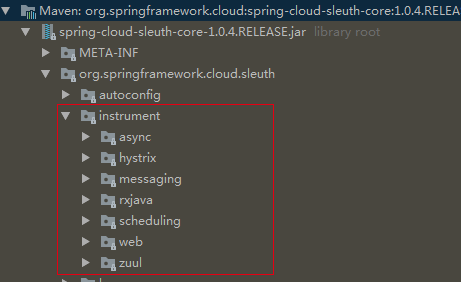 Maven: org.springframework.cloud:spring-cloud-sleuth-core:1.0.4.RELEA
spring-cloud-sleuth-core-1.0.4.RELEASE.jar library root
META-INF
org.springframework.cloud.sleuth
autoconfig
instrument
async
hystrix
messaging
rxjava
scheduling
web
zuul